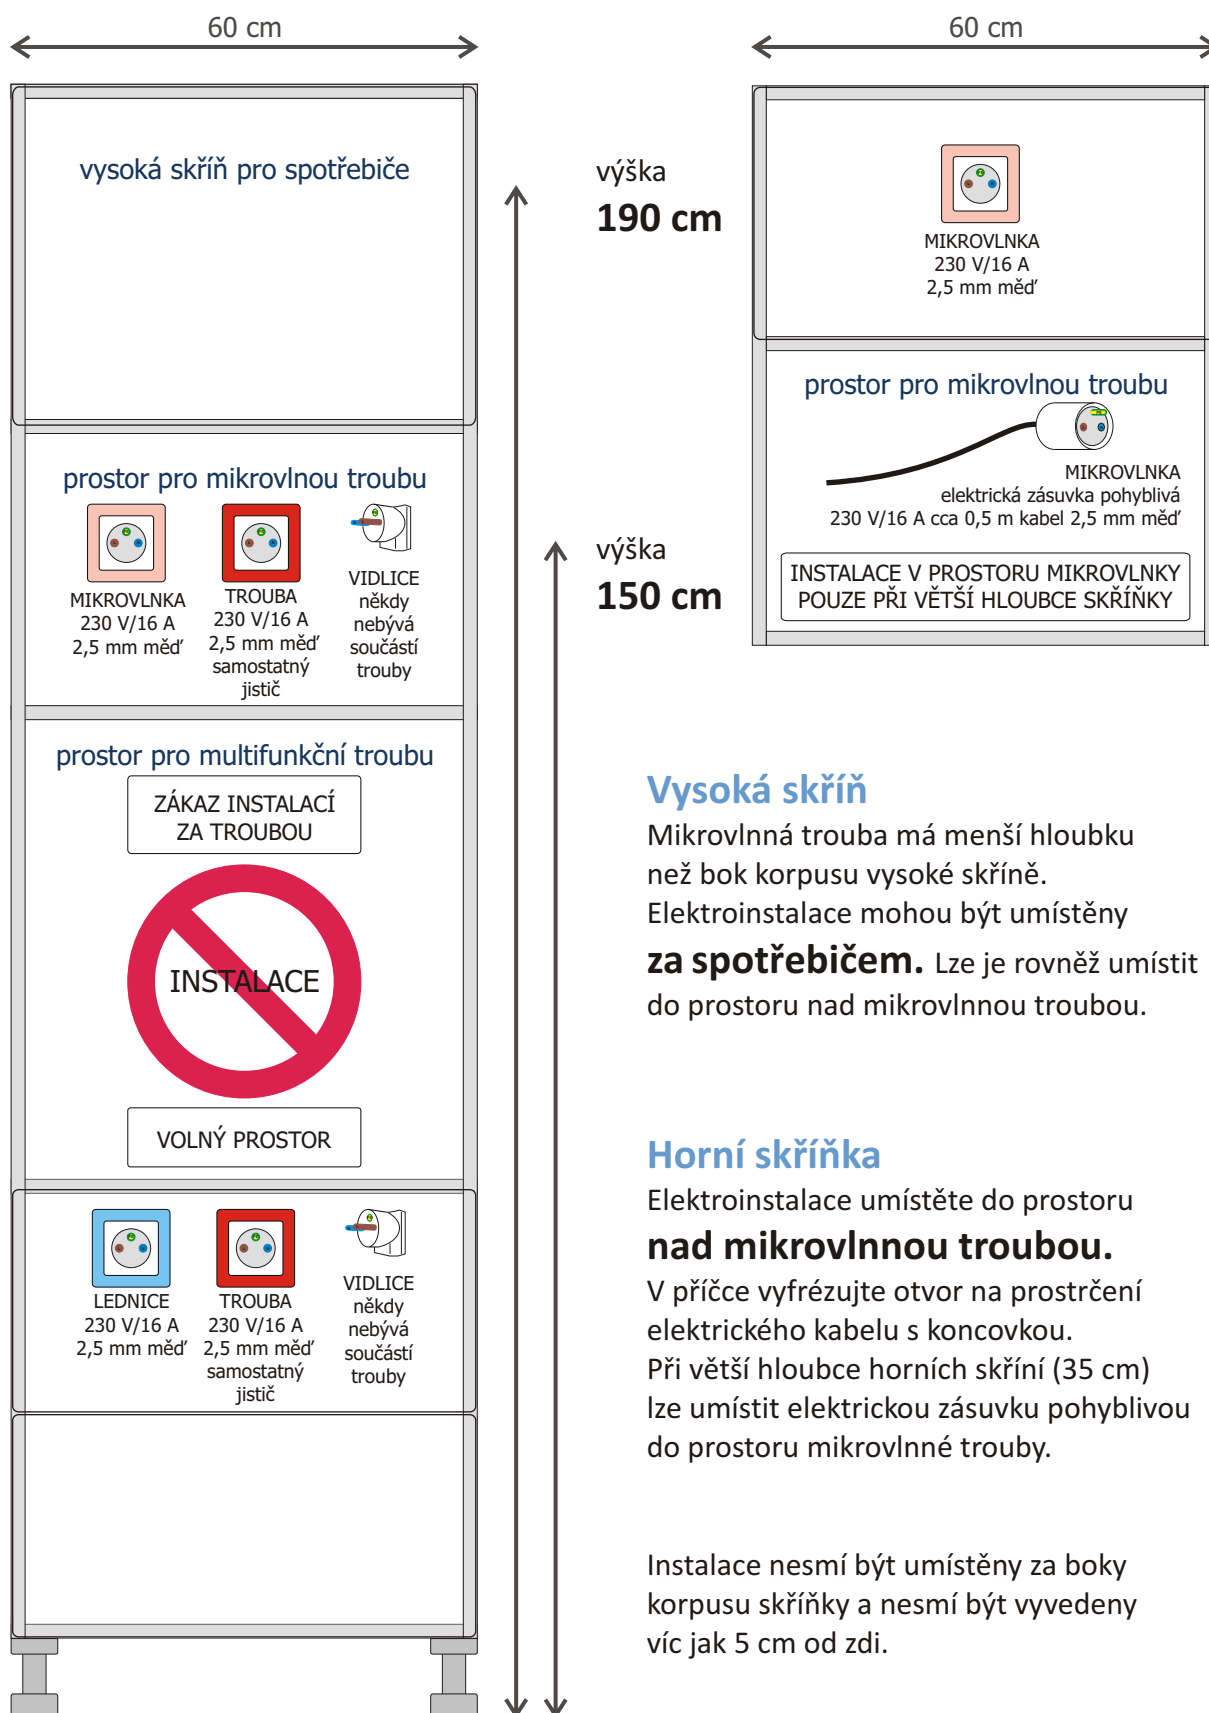 60 cm
vysoká skříň pro spotřebiče
prostor pro mikrovlnou troubu
MIKROVLNKA
230 V/16 A
2,5 mm měď
TROUBA
230 V/16 A
2,5 mm měď
samostatný
jistič
VIDLICE
někdy
nebývá
součástí
trouby
prostor pro multifunkční troubu
ZÁKAZ INSTALACÍ
ZA TROUBOU
INSTALACE
VOLNÝ PROSTOR
LEDNICE
230 V/16 A
2,5 mm měď
TROUBA
230 V/16 A
2,5 mm měď
samostatný
jistič
VIDLICE
někdy
nebývá
součástí
trouby
výška
190 cm
výška
150 cm
60 cm
MIKROVLNKA
230 V/16 A
2,5 mm měď
prostor pro mikrovlnou troubu
MIKROVLNKA
elektrická zásuvka pohyblivá
230 V/16 A cca 0,5 m kabel 2,5 mm měď
INSTALACE V PROSTORU MIKROVLNKY
POUZE PŘI VĚTŠÍ HLOUBCE SKŘÍŇKY
Vysoká skříň
Mikrovlnná trouba má menší hloubku
než bok korpusu vysoké skříně.
Elektroinstalace mohou být umístěny
za spotřebičem. Lze je rovněž umístit
do prostoru nad mikrovlnnou troubou.
Horní skříňka
Elektroinstalace umístěte do prostoru
nad mikrovlnnou troubou.
V příčce vyfrézujte otvor na prostrčení
elektrického kabelu s koncovkou.
Při větší hloubce horních skříní (35 cm)
lze umístit elektrickou zásuvku pohyblivou
do prostoru mikrovlnné trouby.
Instalace nesmí být umístěny za boky
korpusu skříňky a nesmí být vyvedeny
víc jak 5 cm od zdi.